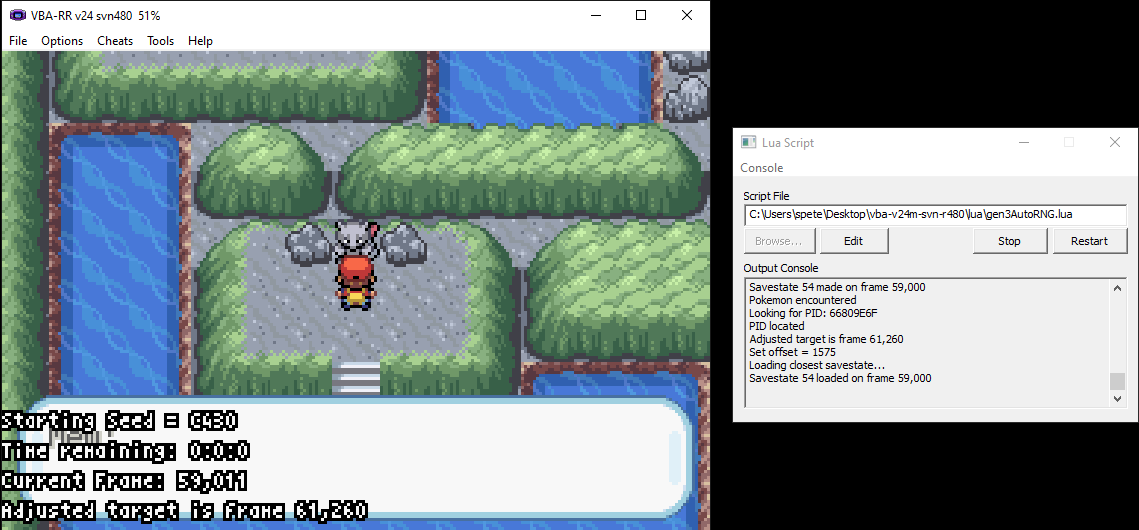 VBA-RR v24 svn480 51%
File Options Cheats Tools Help
Starting Seed = C430
Time remaining: 0:0:0
Current Frame: 59,011
Adjusted target is frame 61,260
Lua Script
Console
Script File
C:\Users\spete\Desktop\vba-v24m-svn-r480\lua\gen3AutoRNG.lua
Browse... Edit Stop Restart
Output Console
Savestate 54 made on frame 59,000
Pokemon encountered
Looking for PID: 66809E6F
PID located
Adjusted target is frame 61,260
Set offset = 1575
Loading closest savestate...
Savestate 54 loaded on frame 59,000